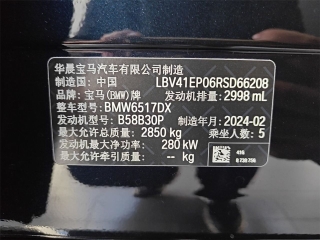 华晨宝马汽车有限公司制造
制造国：中国 LBV41EP06RSD66208
品牌：宝马(BMW)牌 发动机排量：2998 mL
整车型号：BMW6517DX
发动机型号：B58B30P 制造年月：2024-02
最大允许总质量：2850 kg 乘坐人数：5
发动机最大净功率：280 kW
最大允许牵引质量：-- kg